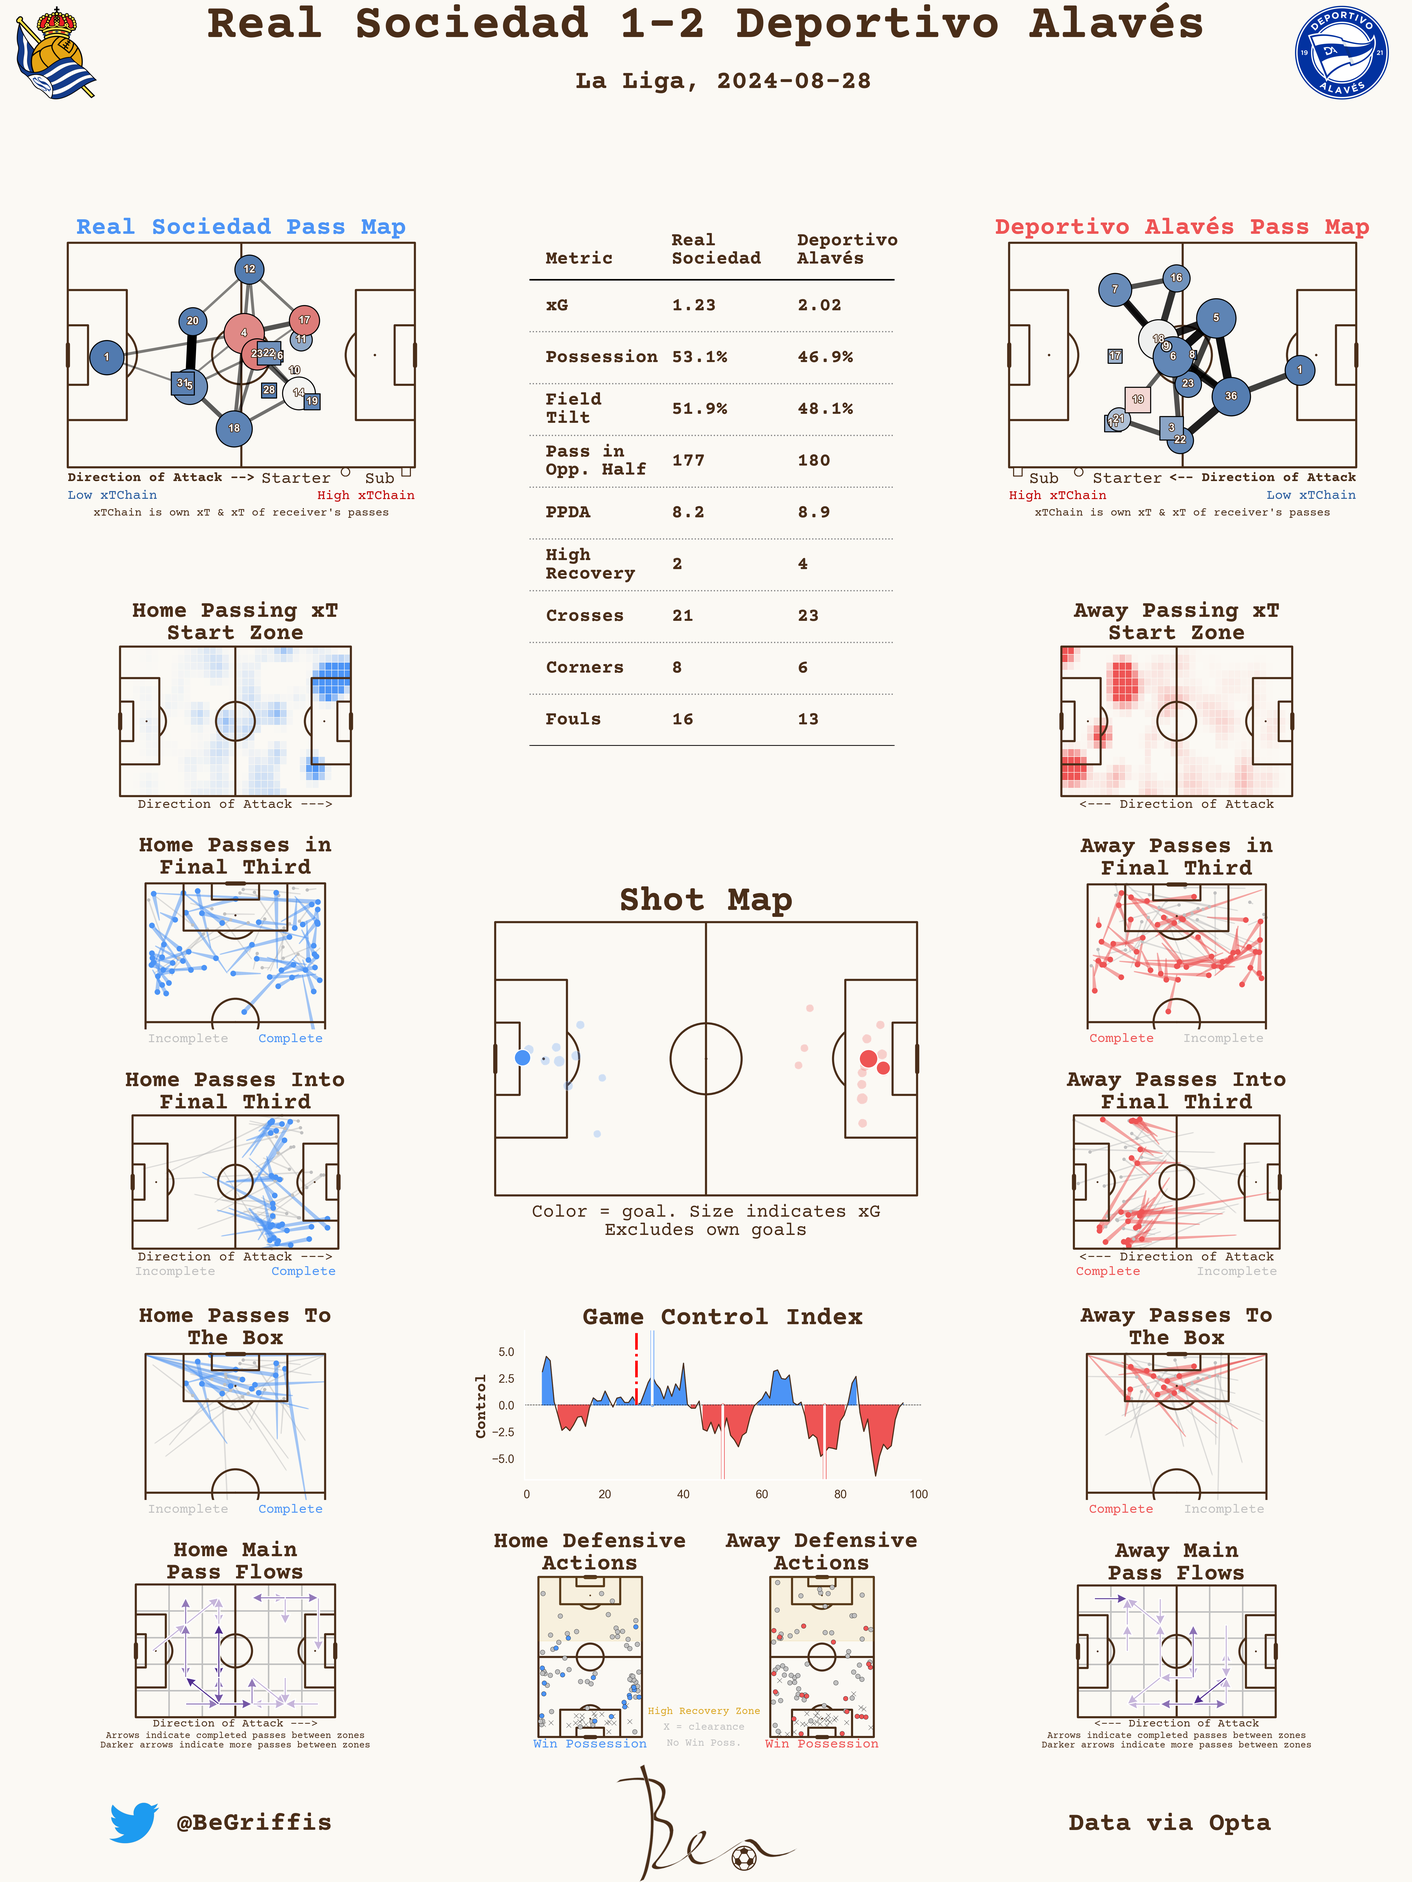 Real Sociedad 1-2 Deportivo Alavés
La Liga, 2024-08-28
DEPORTIVO
19 21
ALAVÉS
Real Sociedad Pass Map
12
20
17
4
11
1
23 22 6
10
31 5
28
14
19
18
Direction of Attack --> Starter Sub
Low xTChain High xTChain
xTChain is own xT & xT of receiver's passes
Metric Real Sociedad Deportivo Alavés
xG 1.23 2.02
Possession 53.1% 46.9%
Field Tilt 51.9% 48.1%
Pass in Opp. Half 177 180
PPDA 8.2 8.9
High Recovery 2 4
Crosses 21 23
Corners 8 6
Fouls 16 13
Deportivo Alavés Pass Map
16
7
5
18
9
17 6 8
1
23
36
19
21
3
22
Sub Starter <-- Direction of Attack
High xTChain Low xTChain
xTChain is own xT & xT of receiver's passes
Home Passing xT
Start Zone
Direction of Attack --->
Away Passing xT
Start Zone
<--- Direction of Attack
Home Passes in
Final Third
Incomplete Complete
Away Passes in
Final Third
Complete Incomplete
Shot Map
Color = goal. Size indicates xG
Excludes own goals
Home Passes Into
Final Third
Direction of Attack --->
Incomplete Complete
Away Passes Into
Final Third
<--- Direction of Attack
Complete Incomplete
Home Passes To
The Box
Incomplete Complete
Game Control Index
Control
5.0
2.5
0.0
−2.5
−5.0
0 20 40 60 80 100
Away Passes To
The Box
Complete Incomplete
Home Main
Pass Flows
Direction of Attack --->
Arrows indicate completed passes between zones
Darker arrows indicate more passes between zones
Home Defensive
Actions
Win Possession
High Recovery Zone
X = clearance
No Win Poss.
Away Defensive
Actions
Win Possession
Away Main
Pass Flows
<--- Direction of Attack
Arrows indicate completed passes between zones
Darker arrows indicate more passes between zones
@BeGriffis
Ben
Data via Opta